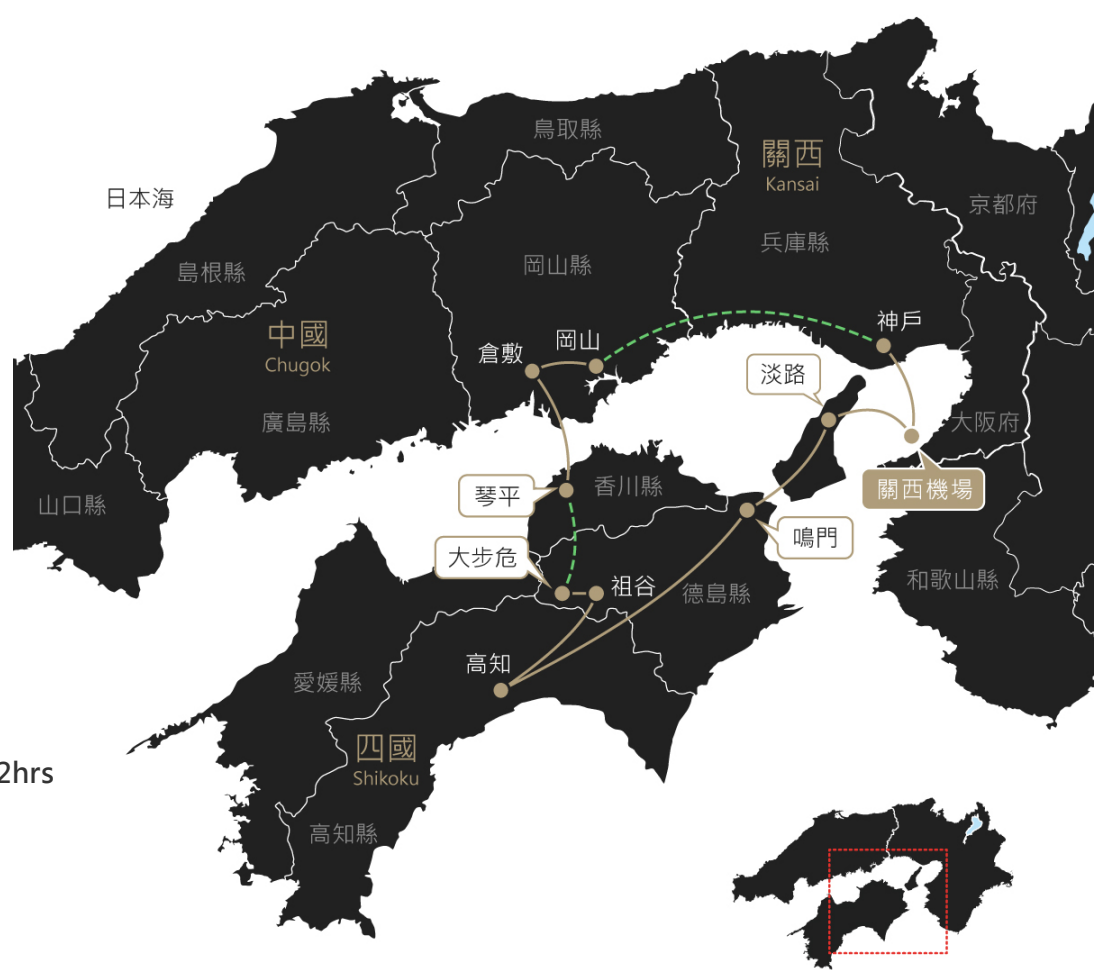 鳥取縣
關西
Kansai
日本海
京都府
島根縣
岡山縣
兵庫縣
中國
Chugok
岡山
神戶
倉敷
淡路
廣島縣
大阪府
琴平
香川縣
關西機場
山口縣
鳴門
大步危
祖谷
德島縣
和歌山縣
高知
愛媛縣
四國
Shikoku
2hrs
高知縣